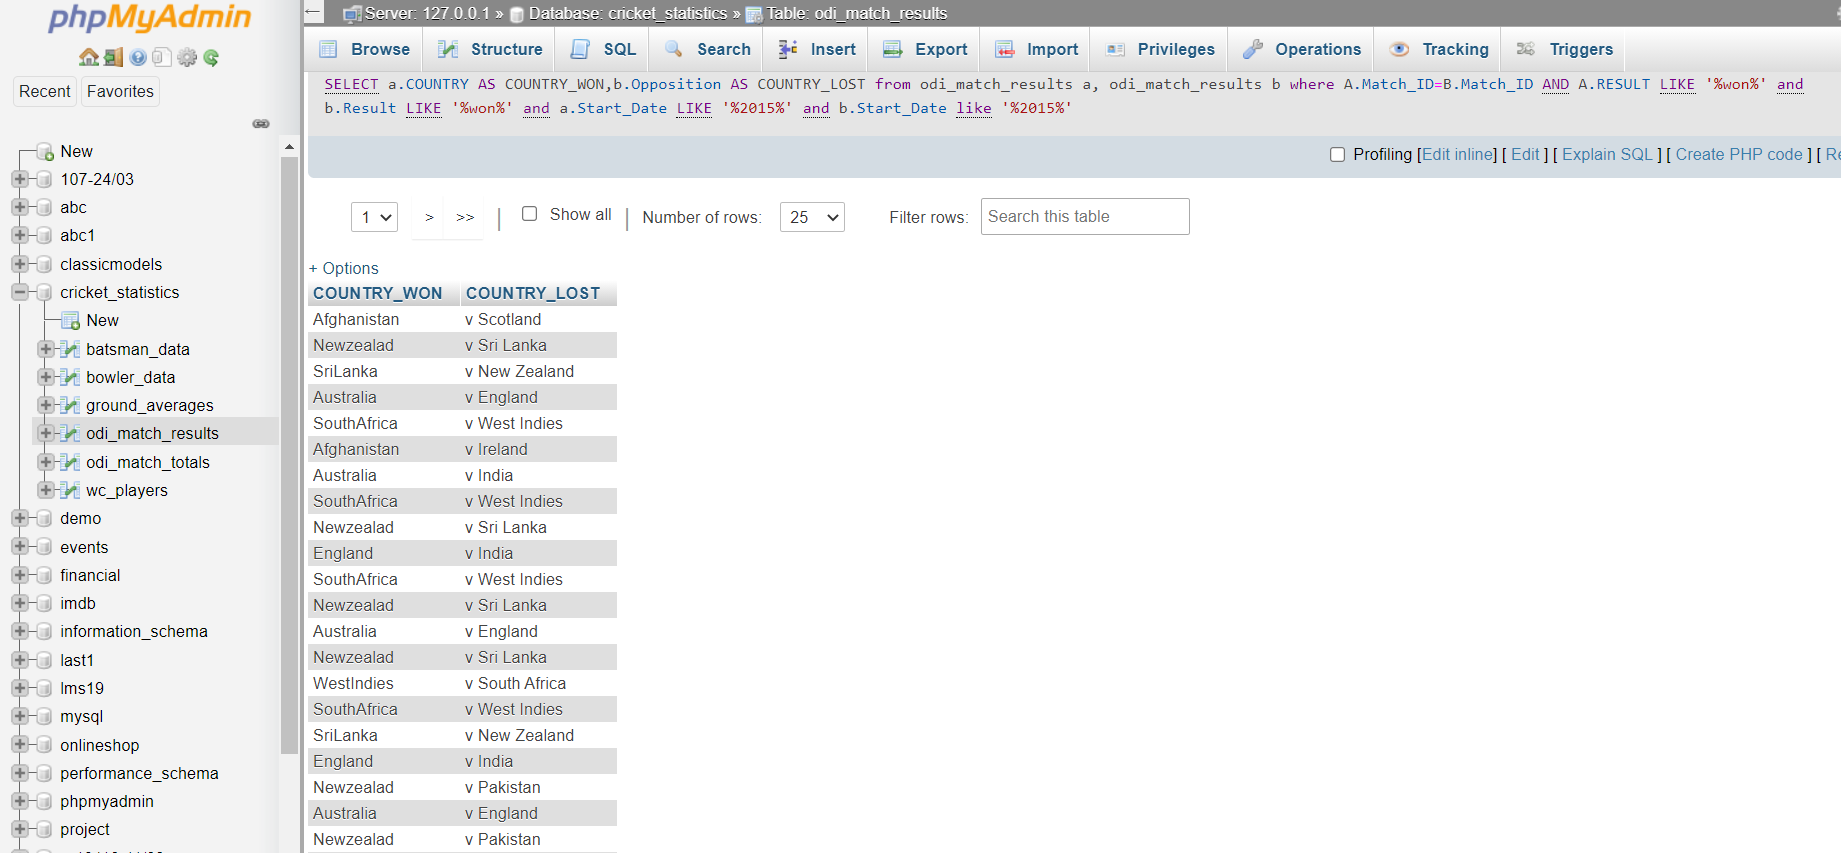 phpMyAdmin
Recent Favorites
New
107-24/03
abc
abc1
classicmodels
cricket_statistics
New
batsman_data
bowler_data
ground_averages
odi_match_results
odi_match_totals
wc_players
demo
events
financial
imdb
information_schema
last1
lms19
mysql
onlineshop
performance_schema
phpmyadmin
project
Server: 127.0.0.1 » Database: cricket_statistics » Table: odi_match_results
Browse Structure SQL Search Insert Export Import Privileges Operations Tracking Triggers
SELECT a.COUNTRY AS COUNTRY_WON,b.Opposition AS COUNTRY_LOST from odi_match_results a, odi_match_results b where A.Match_ID=B.Match_ID AND A.RESULT LIKE '%won%' and
b.Result LIKE '%won%' and a.Start_Date LIKE '%2015%' and b.Start_Date like '%2015%'
Profiling [Edit inline] [ Edit ] [ Explain SQL ] [ Create PHP code ] [ Re
1 > >> | Show all | Number of rows: 25 Filter rows: Search this table
+ Options
COUNTRY_WON COUNTRY_LOST
Afghanistan v Scotland
Newzealad v Sri Lanka
SriLanka v New Zealand
Australia v England
SouthAfrica v West Indies
Afghanistan v Ireland
Australia v India
SouthAfrica v West Indies
Newzealad v Sri Lanka
England v India
SouthAfrica v West Indies
Newzealad v Sri Lanka
Australia v England
Newzealad v Sri Lanka
WestIndies v South Africa
SouthAfrica v West Indies
SriLanka v New Zealand
England v India
Newzealad v Pakistan
Australia v England
Newzealad v Pakistan